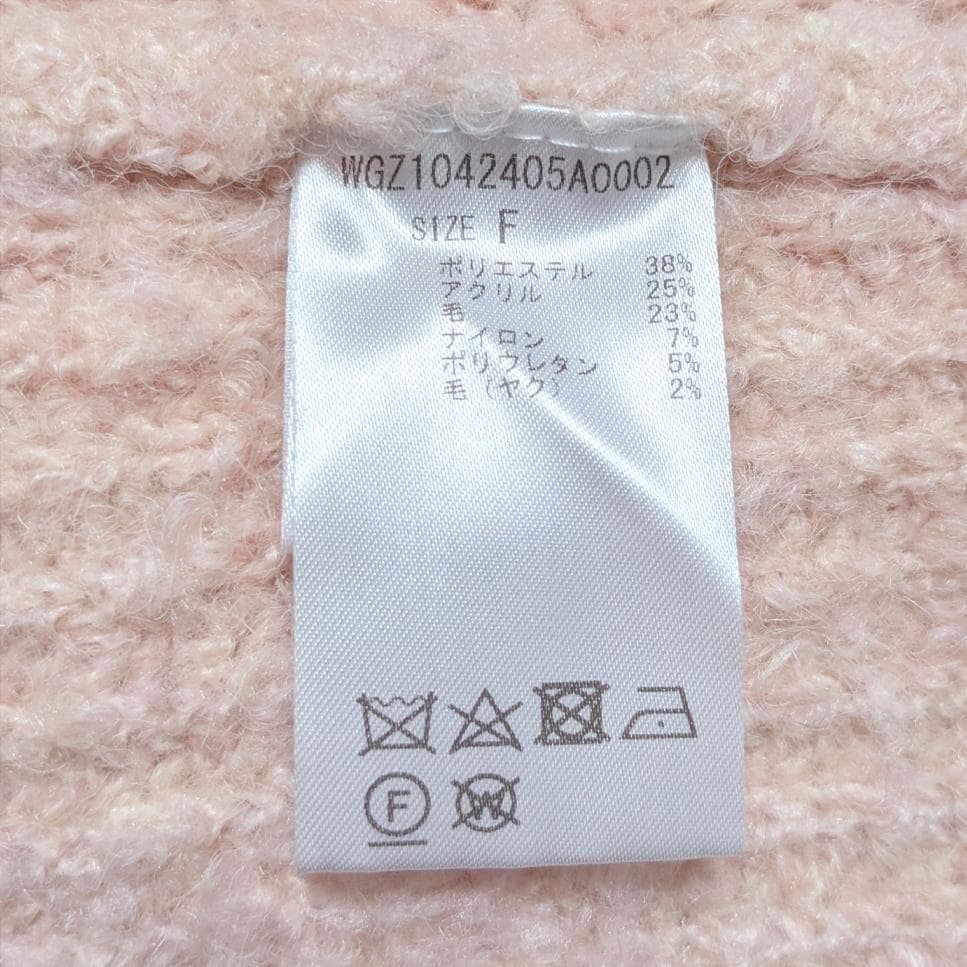 WGZ1042405A0002
SIZE F
ポリエステル 38%
アクリル 25%
毛 23%
ナイロン 7%
ポリウレタン 5%
毛（ヤク） 2%
F W